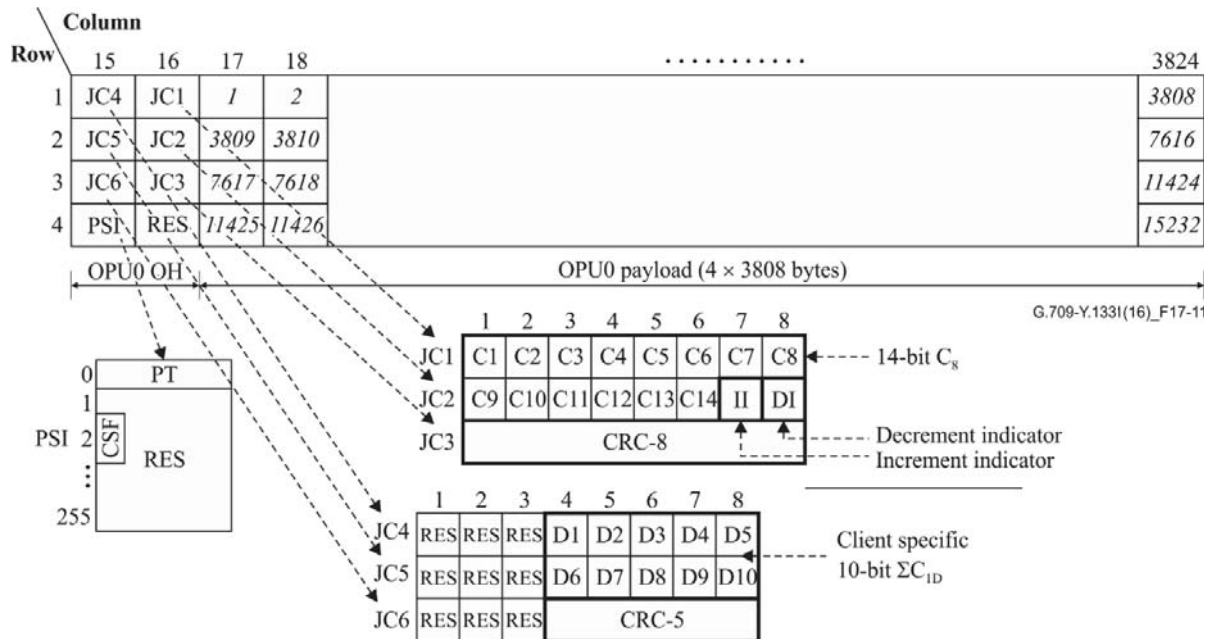 Column
Row 15 16 17 18 ........... 3824
1 JC4 JC1 1 2 3808
2 JC5 JC2 3809 3810 7616
3 JC6 JC3 7617 7618 11424
4 PSI RES 11425 11426 15232
OPU0 OH OPU0 payload (4 × 3808 bytes)
G.709-Y.1331(16)_F17-11
1 2 3 4 5 6 7 8
JC1 C1 C2 C3 C4 C5 C6 C7 C8 14-bit C8
JC2 C9 C10 C11 C12 C13 C14 II DI
JC3 CRC-8
Decrement indicator
Increment indicator
0 PT
1
PSI 2 CSF RES
...
255
1 2 3 4 5 6 7 8
JC4 RES RES RES D1 D2 D3 D4 D5
JC5 RES RES RES D6 D7 D8 D9 D10
JC6 RES RES RES CRC-5
Client specific
10-bit ΣC1D